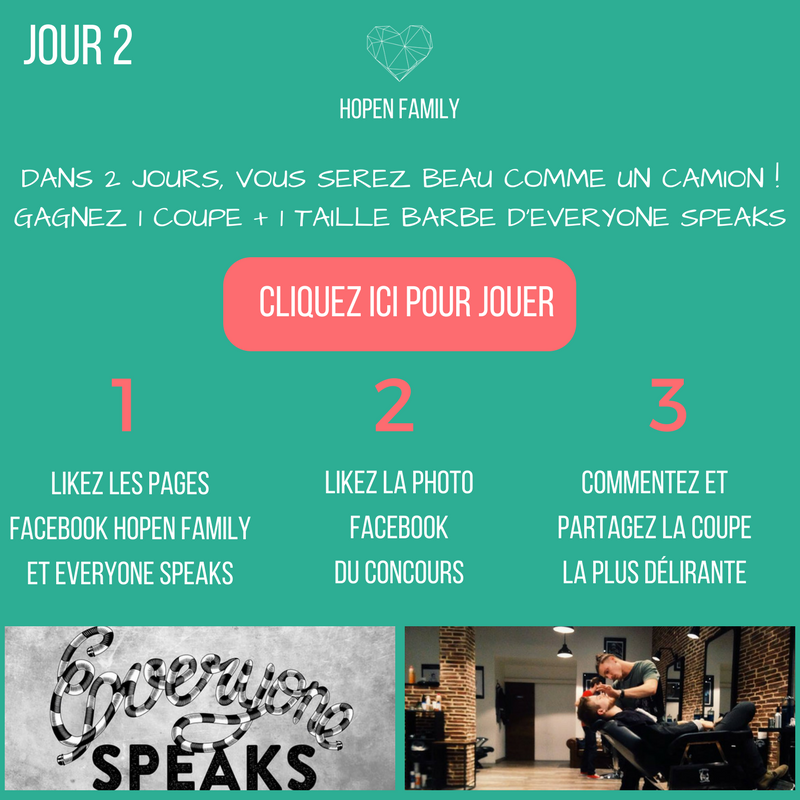 JOUR 2
HOPEN FAMILY
DANS 2 JOURS, VOUS SEREZ BEAU COMME UN CAMION !
GAGNEZ 1 COUPE + 1 TAILLE BARBE D'EVERYONE SPEAKS
CLIQUEZ ICI POUR JOUER
1
LIKEZ LES PAGES
FACEBOOK HOPEN FAMILY
ET EVERYONE SPEAKS
2
LIKEZ LA PHOTO
FACEBOOK
DU CONCOURS
3
COMMENTEZ ET
PARTAGEZ LA COUPE
LA PLUS DÉLIRANTE
Everyone
SPEAKS